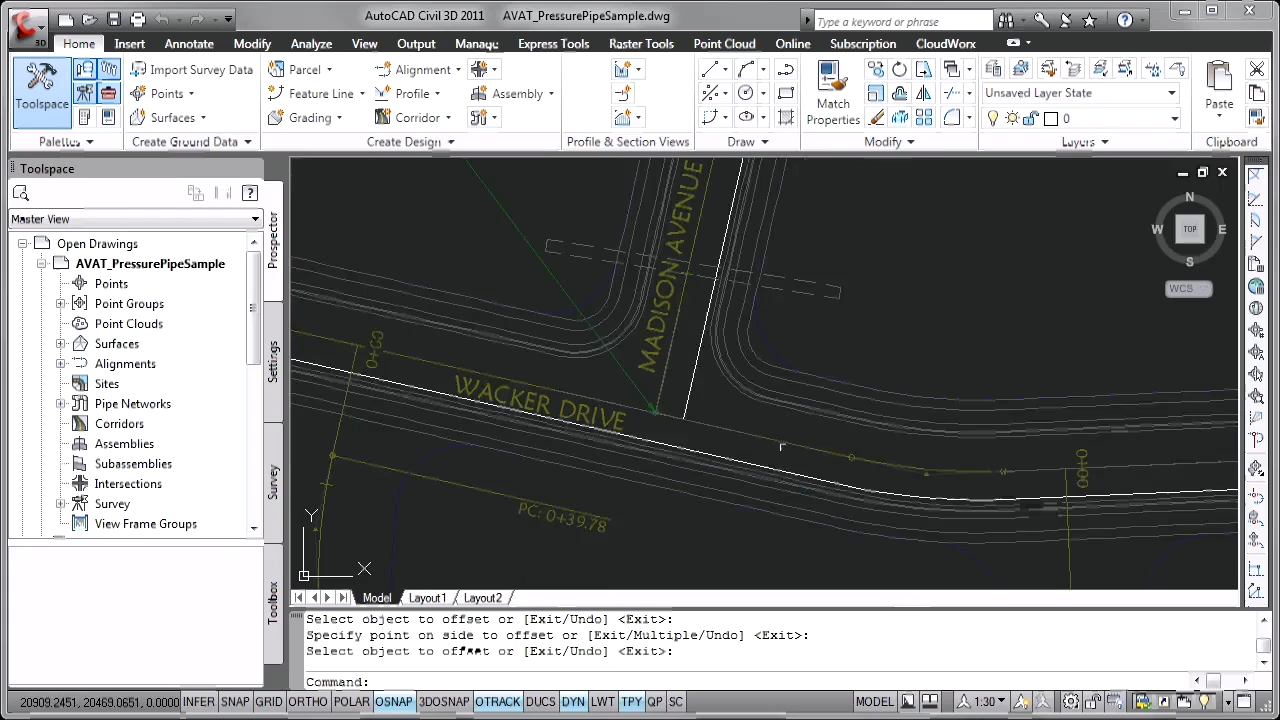 AutoCAD Civil 3D 2011 AVAT_PressurePipeSample.dwg
Type a keyword or phrase
3D
Home Insert Annotate Modify Analyze View Output Manage Express Tools Raster Tools Point Cloud Online Subscription CloudWorx
Toolspace
Import Survey Data
Points
Surfaces
Parcel
Feature Line
Grading
Alignment
Profile
Corridor
Assembly
Match Properties
Unsaved Layer State
0
Paste
Palettes Create Ground Data Create Design Profile & Section Views Draw Modify Layers Clipboard
Toolspace
Master View
Open Drawings
AVAT_PressurePipeSample
Points
Point Groups
Point Clouds
Surfaces
Alignments
Sites
Pipe Networks
Corridors
Assemblies
Subassemblies
Intersections
Survey
View Frame Groups
Prospector
Settings
Survey
Toolbox
MADISON AVENUE
WACKER DRIVE
PC: 0+39.78
0+00
N
W TOP E
S
WCS
Y
X
Model Layout1 Layout2
Select object to offset or [Exit/Undo] <Exit>:
Specify point on side to offset or [Exit/Multiple/Undo] <Exit>:
Select object to offset or [Exit/Undo] <Exit>:
Command:
20909.2451, 20469.0651, 0.0000 INFER SNAP GRID ORTHO POLAR OSNAP 3DOSNAP OTRACK DUCS DYN LWT TPY QP SC MODEL 1:30